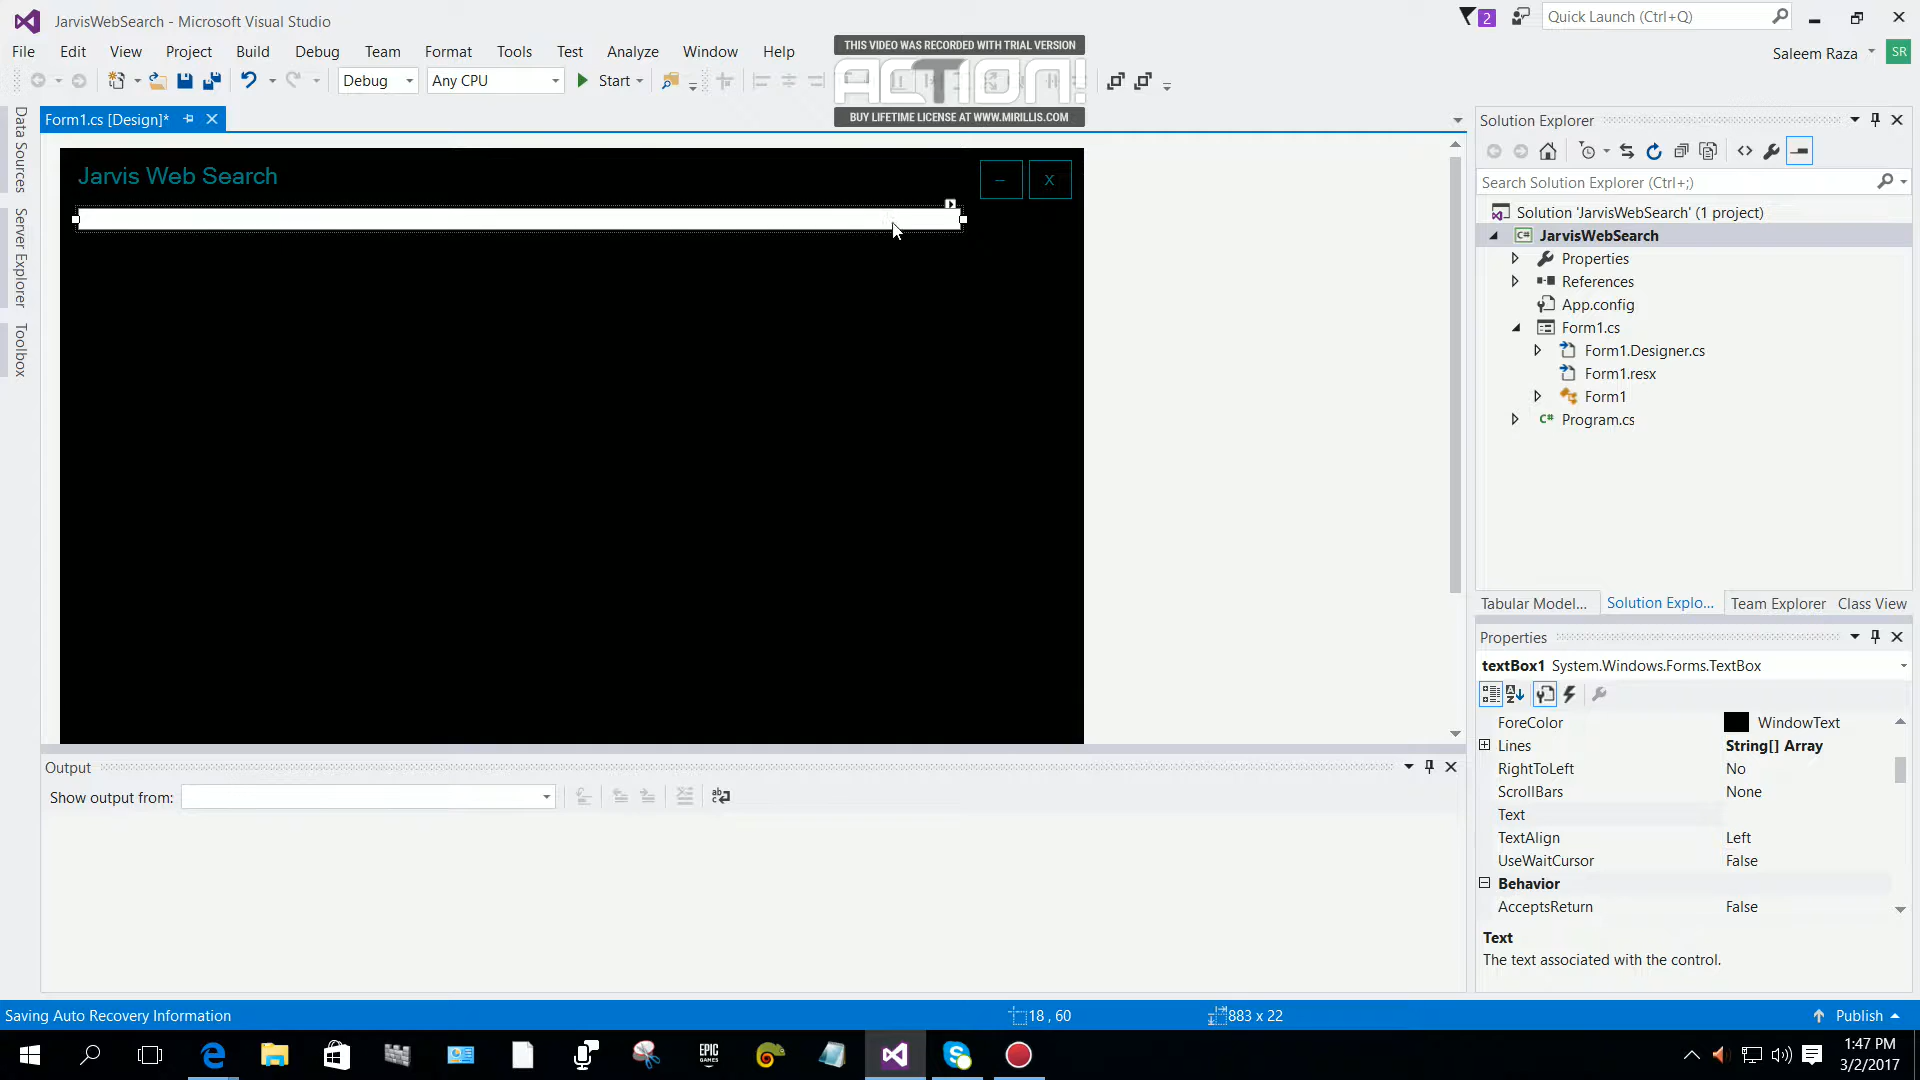 JarvisWebSearch - Microsoft Visual Studio
2
Quick Launch (Ctrl+Q)
File Edit View Project Build Debug Team Format Tools Test Analyze Window Help
Saleem Raza SR
Debug Any CPU Start
THIS VIDEO WAS RECORDED WITH TRIAL VERSION
ACTION!
BUY LIFETIME LICENSE AT WWW.MIRILLIS.COM
Data Sources
Server Explorer
Toolbox
Form1.cs [Design]*
Jarvis Web Search
– X
Solution Explorer
Search Solution Explorer (Ctrl+;)
Solution 'JarvisWebSearch' (1 project)
C# JarvisWebSearch
Properties
References
App.config
Form1.cs
Form1.Designer.cs
Form1.resx
Form1
C# Program.cs
Tabular Model... Solution Explo... Team Explorer Class View
Properties
textBox1 System.Windows.Forms.TextBox
ForeColor WindowText
Lines String[] Array
RightToLeft No
ScrollBars None
Text
TextAlign Left
UseWaitCursor False
Behavior
AcceptsReturn False
Text
The text associated with the control.
Output
Show output from:
Saving Auto Recovery Information
18 , 60
883 x 22
Publish
EPIC
GAMES
1:47 PM
3/2/2017